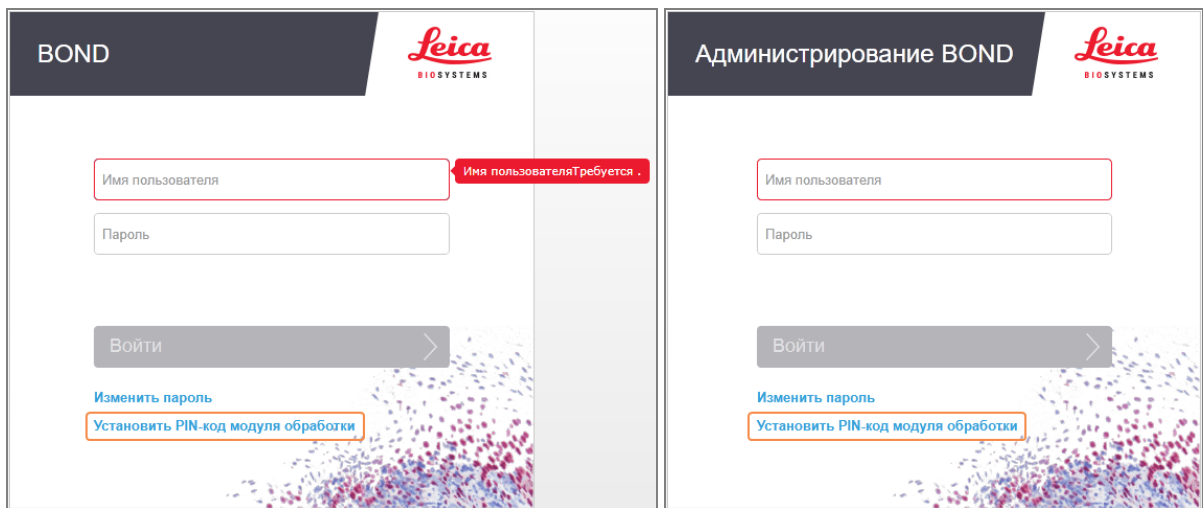 BOND
Leica
BIOSYSTEMS
Имя пользователя
Имя пользователяТребуется .
Пароль
Войти
Изменить пароль
Установить PIN-код модуля обработки
Администрирование BOND
Leica
BIOSYSTEMS
Имя пользователя
Пароль
Войти
Изменить пароль
Установить PIN-код модуля обработки